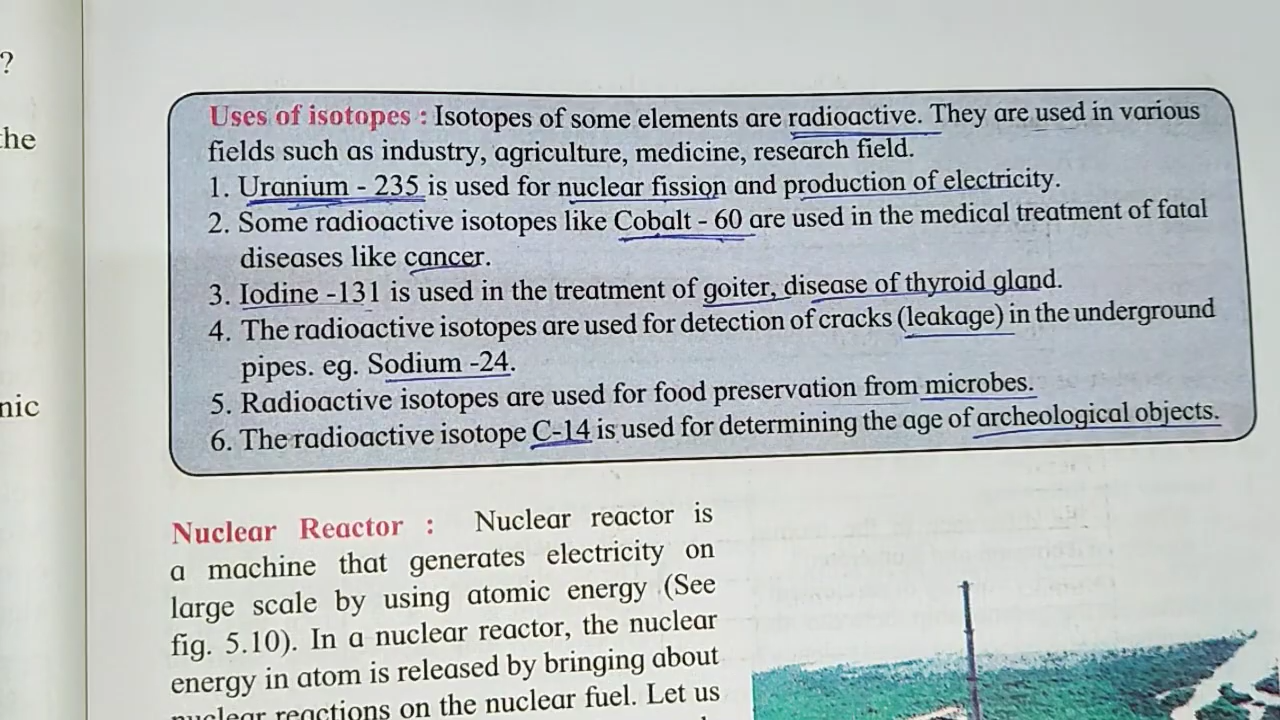 ?
he
nic
Uses of isotopes : Isotopes of some elements are radioactive. They are used in various
fields such as industry, agriculture, medicine, research field.
1. Uranium - 235 is used for nuclear fission and production of electricity.
2. Some radioactive isotopes like Cobalt - 60 are used in the medical treatment of fatal
diseases like cancer.
3. Iodine -131 is used in the treatment of goiter, disease of thyroid gland.
4. The radioactive isotopes are used for detection of cracks (leakage) in the underground
pipes. eg. Sodium -24.
5. Radioactive isotopes are used for food preservation from microbes.
6. The radioactive isotope C-14 is used for determining the age of archeological objects.
Nuclear Reactor : Nuclear reactor is
a machine that generates electricity on
large scale by using atomic energy (See
fig. 5.10). In a nuclear reactor, the nuclear
energy in atom is released by bringing about
nuclear reactions on the nuclear fuel. Let us